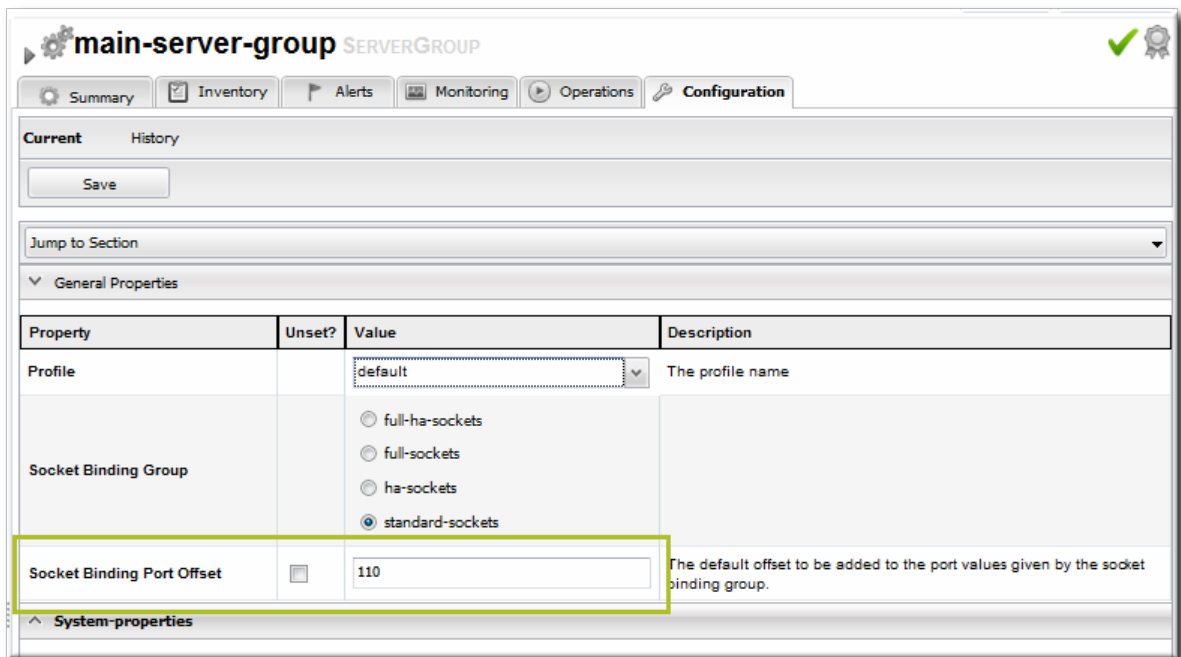 main-server-group SERVERGROUP
Summary Inventory Alerts Monitoring Operations Configuration
Current History
Save
Jump to Section
General Properties
Property Unset? Value Description
Profile default The profile name
full-ha-sockets
full-sockets
Socket Binding Group
ha-sockets
standard-sockets
Socket Binding Port Offset 110 The default offset to be added to the port values given by the socket
binding group.
System-properties